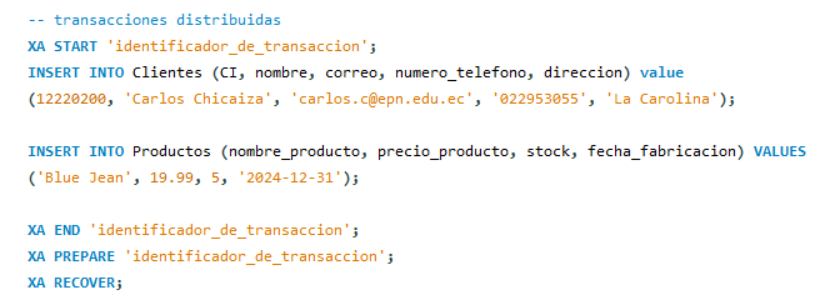 -- transacciones distribuidas
XA START 'identificador_de_transaccion';
INSERT INTO Clientes (CI, nombre, correo, numero_telefono, direccion) value
(12220200, 'Carlos Chicaiza', 'carlos.c@epn.edu.ec', '022953055', 'La Carolina');
INSERT INTO Productos (nombre_producto, precio_producto, stock, fecha_fabricacion) VALUES
('Blue Jean', 19.99, 5, '2024-12-31');
XA END 'identificador_de_transaccion';
XA PREPARE 'identificador_de_transaccion';
XA RECOVER;